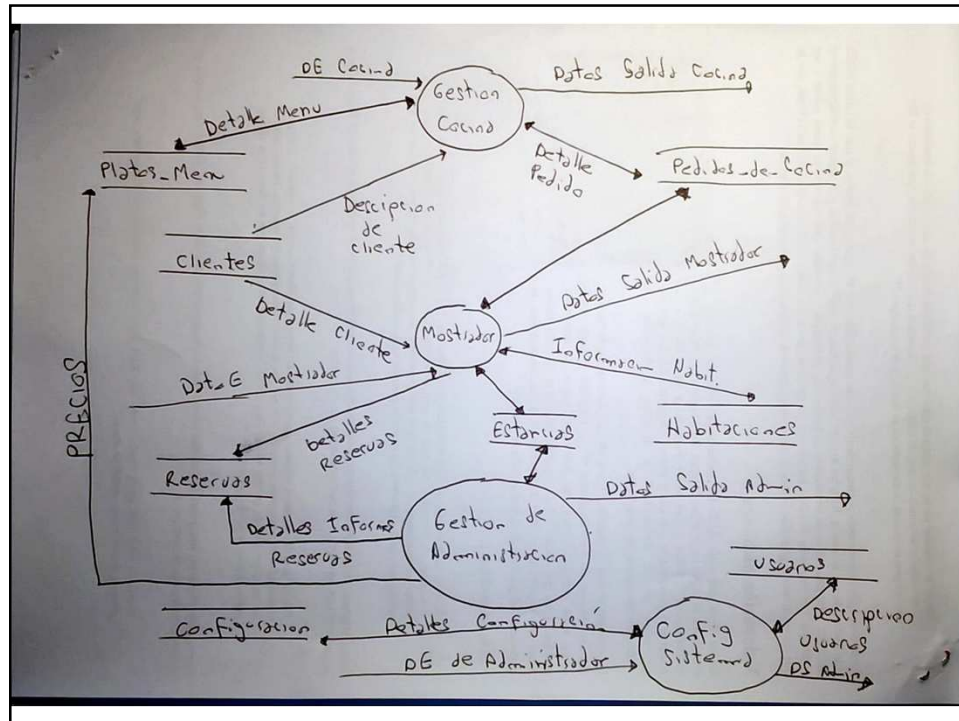 DE Cocina
Datos Salida Cocina
Gestion
Cocina
Detalle Menu
Detalle
Pedido
Platos_Menu
Pedidos_de_Cocina
Descipcion
de
cliente
Clientes
Datos Salida Mostrador
Detalle Cliente
Mostrador
Informacin Habit.
Dato E Mostrador
PRECIOS
Detalles
Reservas
Estancias
Habitaciones
Reservas
Datos Salida Admin
Gestion de
Administracion
Detalles Informes
Reservas
Usuarios
Configuracion
Detalles Configuración
Config
Sistema
Descripcion
Usuarios
DE de Administrador
DS Admin